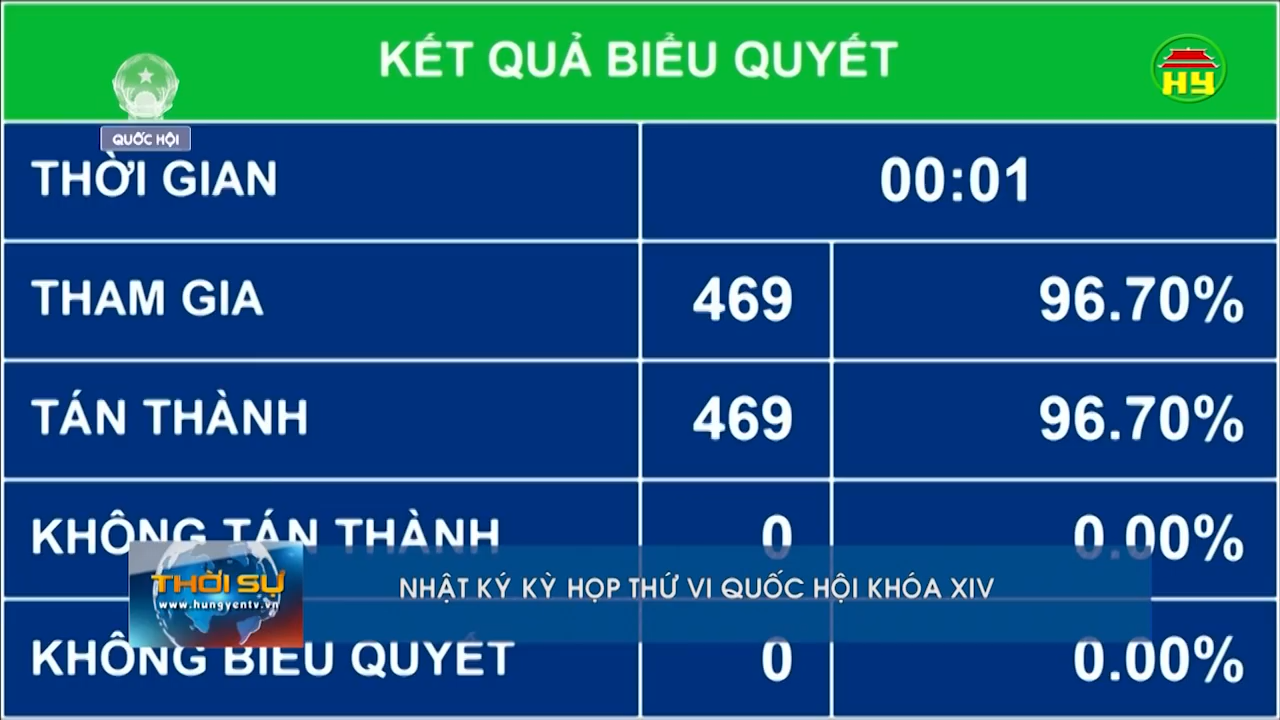 KẾT QUẢ BIỂU QUYẾT
HY
QUỐC HỘI
THỜI GIAN 00:01
THAM GIA 469 96.70%
TÁN THÀNH 469 96.70%
KHÔNG TÁN THÀNH 0 0.00%
THỜI SỰ
www.hungyentv.vn
NHẬT KÝ KỲ HỌP THỨ VI QUỐC HỘI KHÓA XIV
KHÔNG BIỂU QUYẾT 0 0.00%